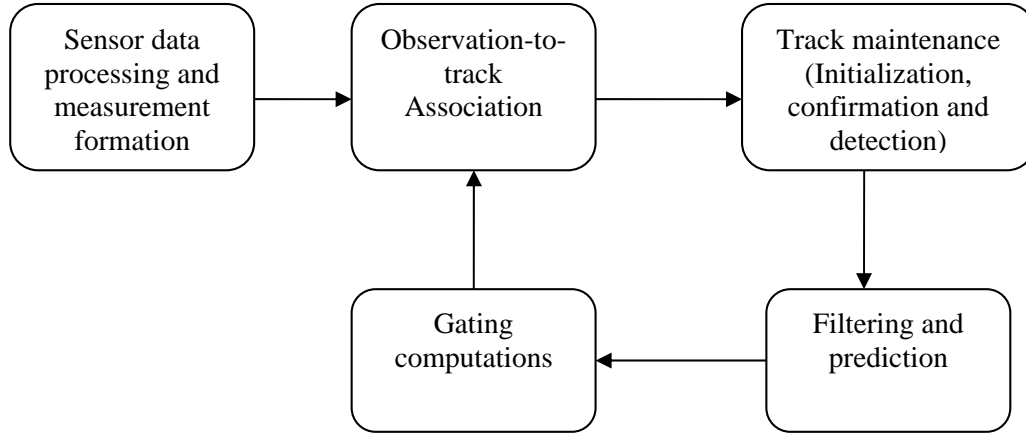 Sensor data
processing and
measurement
formation
Observation-to-
track
Association
Track maintenance
(Initialization,
confirmation and
detection)
Gating
computations
Filtering and
prediction